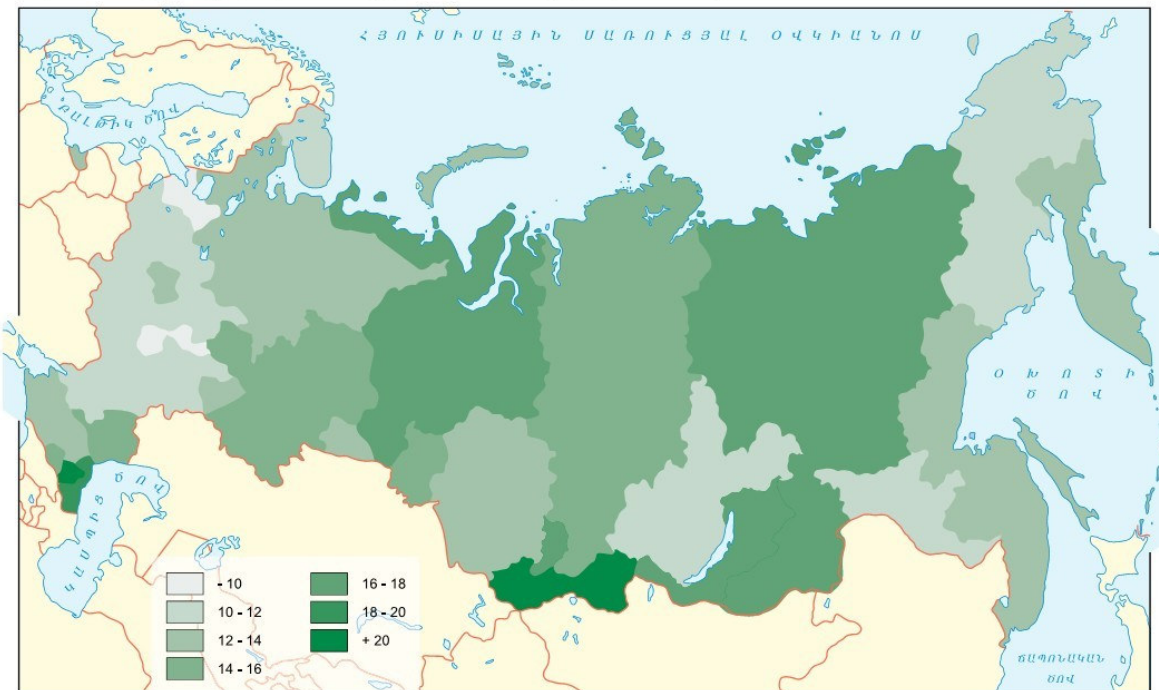 ՀՅՈՒՍԻՍԱՅԻՆ ՍԱՌՈՒՑՅԱԼ ՕՎԿԻԱՆՈՍ
ԲԱԼԹԻԿ ԾՈՎ
ՕԽՈՏԻ
ԾՈՎ
ԿԱՍՊԻՑ ԾՈՎ
- 10
10 - 12
12 - 14
14 - 16
16 - 18
18 - 20
+ 20
ՃԱՊՈՆԱԿԱՆ
ԾՈՎ